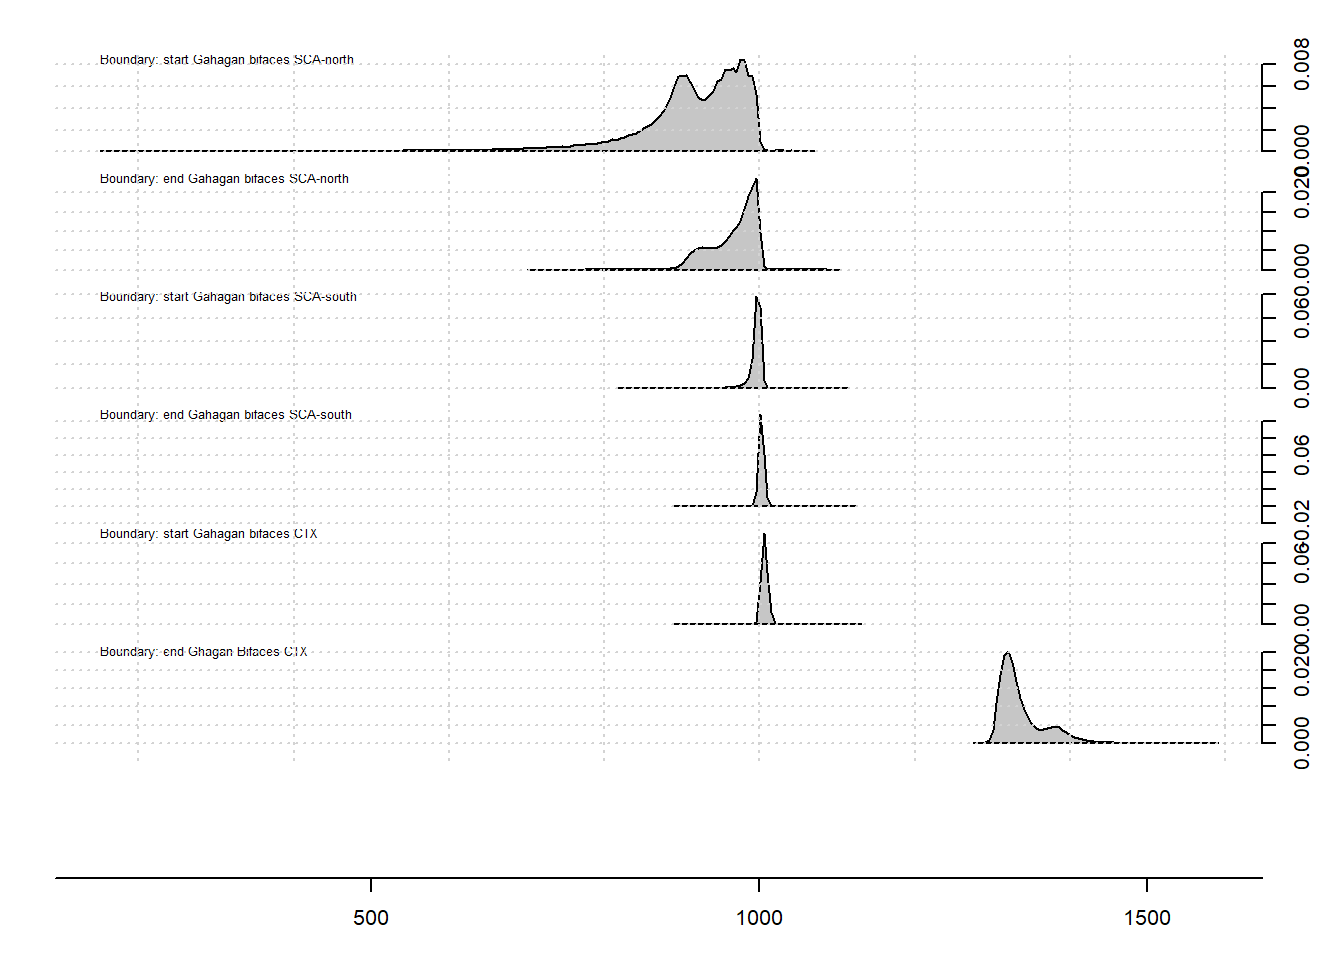 Boundary: start Gahagan bifaces SCA-north
0.008
0.000
Boundary: end Gahagan bifaces SCA-north
0.020
0.000
Boundary: start Gahagan bifaces SCA-south
0.06
0.00
Boundary: end Gahagan bifaces SCA-south
0.06
0.02
Boundary: start Gahagan bifaces CTX
0.06
0.00
Boundary: end Ghagan Bifaces CTX
0.020
0.000
500 1000 1500